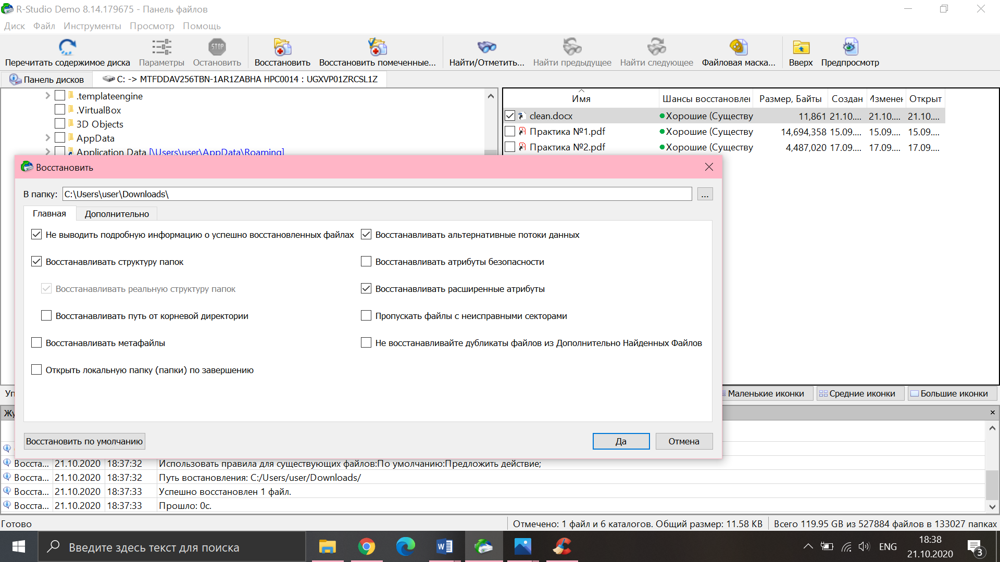 R-Studio Demo 8.14.179675 - Панель файлов
Диск Файл Инструменты Просмотр Помощь
Перечитать содержимое диска Параметры Остановить Восстановить Восстановить помеченные... Найти/Отметить... Найти предыдущее Найти следующее Файловая маска... Вверх Предпросмотр
STOP
Панель дисков C: -> MTFDDAV256TBN-1AR1ZABHA HPC0014 : UGXVP01ZRCSL1Z
.templateengine
.VirtualBox
3D Objects
AppData
Application Data [\Users\user\AppData\Roaming]
Имя Шансы восстановлен Размер, Байты Создан Изменен Открыт
clean.docx Хорошие (Существу 11,861 21.10.... 21.10.... 21.10....
Практика №1.pdf Хорошие (Существу 14,694,358 15.09.... 15.09.... 15.09....
Практика №2.pdf Хорошие (Существу 4,487,020 17.09.... 17.09.... 17.09....
Восстановить
В папку: C:\Users\user\Downloads\ ...
Главная Дополнительно
Не выводить подробную информацию о успешно восстановленных файлах
Восстанавливать структуру папок
Восстанавливать реальную структуру папок
Восстанавливать путь от корневой директории
Восстанавливать метафайлы
Открыть локальную папку (папки) по завершению
Восстанавливать альтернативные потоки данных
Восстанавливать атрибуты безопасности
Восстанавливать расширенные атрибуты
Пропускать файлы с неисправными секторами
Не восстанавливайте дубликаты файлов из Дополнительно Найденных Файлов
Восстановить по умолчанию Да Отмена
Уп Маленькие иконки Средние иконки Большие иконки
Жу
Восста... 21.10.2020 18:37:32 Использовать правила для существующих файлов:По умолчанию:Предложить действие;
Восста... 21.10.2020 18:37:32 Путь востановления: C:/Users/user/Downloads/
Восста... 21.10.2020 18:37:33 Успешно восстановлен 1 файл.
Восста... 21.10.2020 18:37:33 Прошло: 0с.
Готово Отмечено: 1 файл и 6 каталогов. Общий размер: 11.58 KB Всего 119.95 GB из 527884 файлов в 133027 папках
Введите здесь текст для поиска
ENG
18:38
21.10.2020
3